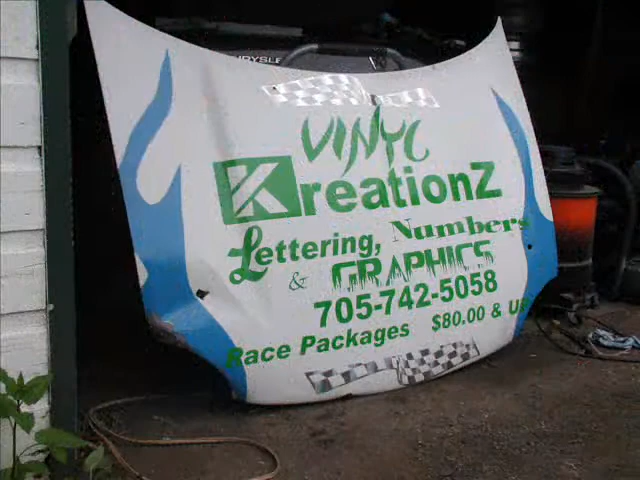 VINYL
KreationZ
Lettering, Numbers
& GRAPHICS
705-742-5058
Race Packages $80.00 & UP